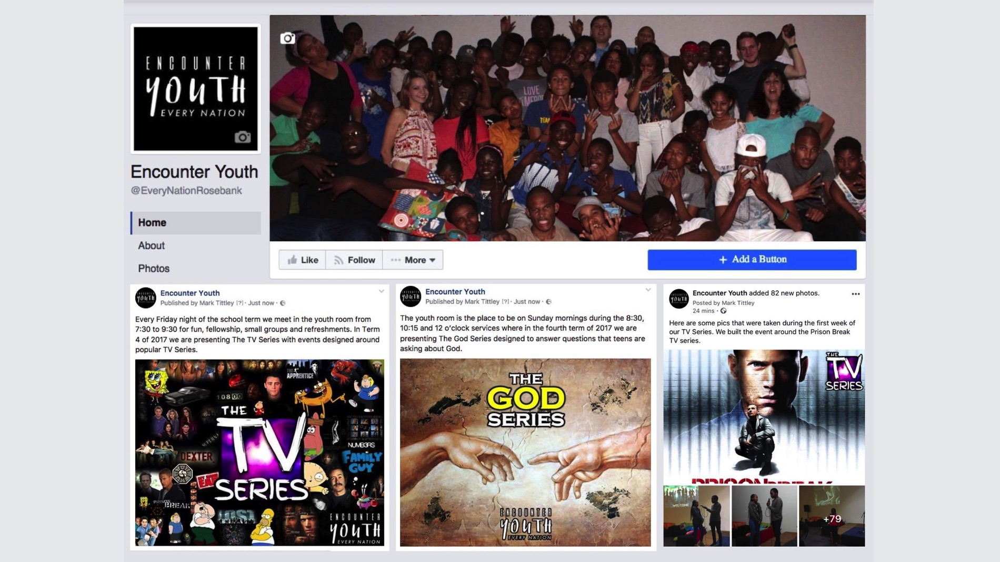 ENCOUNTER
YOUTH
EVERY NATION
Encounter Youth
@EveryNationRosebank
Home
About
Photos
LOVE
Like
Follow
More
+ Add a Button
ENCOUNTER
YOUTH
Encounter Youth
Published by Mark Tittley [?] · Just now ·
Every Friday night of the school term we meet in the youth room from
7:30 to 9:30 for fun, fellowship, small groups and refreshments. In Term
4 of 2017 we are presenting The TV Series with events designed around
popular TV Series.
THE
APPRENTICE
10800
THE
TV
SERIES
NUMB3RS
DEXTER
FAMILY
GUY
PRISON
BREAK
LOST
ENCOUNTER
YOUTH
EVERY NATION
ENCOUNTER
YOUTH
Encounter Youth
Published by Mark Tittley [?] · Just now ·
The youth room is the place to be on Sunday mornings during the 8:30,
10:15 and 12 o'clock services where in the fourth term of 2017 we are
presenting The God Series designed to answer questions that teens are
asking about God.
THE
GOD
SERIES
ENCOUNTER
YOUTH
EVERY NATION
ENCOUNTER
YOUTH
Encounter Youth added 82 new photos.
Posted by Mark Tittley
24 mins ·
Here are some pics that were taken during the first week of
our TV Series. We built the event around the Prison Break
TV series.
THE
TV
SERIES
PRISON BREAK
WELCOME
+79